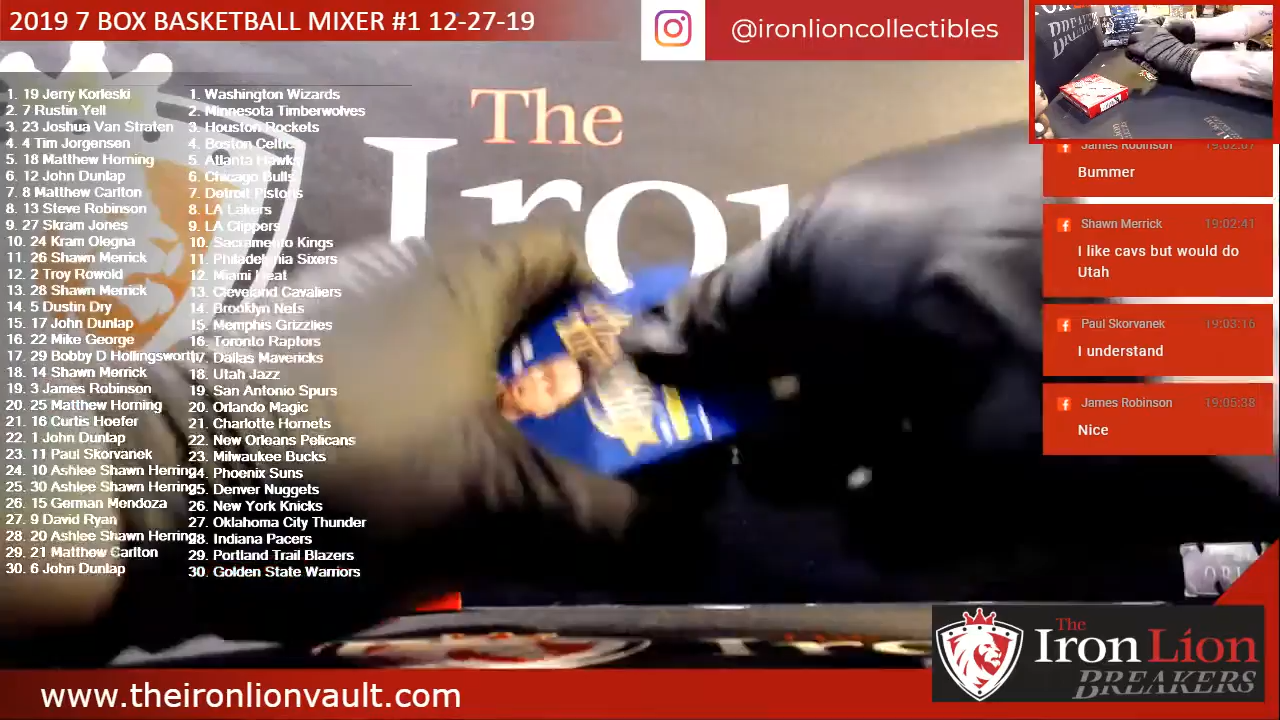 2019 7 BOX BASKETBALL MIXER #1 12-27-19
@ironlioncollectibles
The
Iron
1. 19 Jerry Korleski
2. 7 Rustin Yell
3. 23 Joshua Van Straten
4. 4 Tim Jorgensen
5. 18 Matthew Horning
6. 12 John Dunlap
7. 8 Matthew Carlton
8. 13 Steve Robinson
9. 27 Skram Jones
10. 24 Kram Olegna
11. 26 Shawn Merrick
12. 2 Troy Rowold
13. 28 Shawn Merrick
14. 5 Dustin Dry
15. 17 John Dunlap
16. 22 Mike George
17. 29 Bobby D Hollingsworth
18. 14 Shawn Merrick
19. 3 James Robinson
20. 25 Matthew Horning
21. 16 Curtis Hoefer
22. 1 John Dunlap
23. 11 Paul Skorvanek
24. 10 Ashlee Shawn Herring
25. 30 Ashlee Shawn Herring
26. 15 German Mendoza
27. 9 David Ryan
28. 20 Ashlee Shawn Herring
29. 21 Matthew Carlton
30. 6 John Dunlap
1. Washington Wizards
2. Minnesota Timberwolves
3. Houston Rockets
4. Boston Celtics
5. Atlanta Hawks
6. Chicago Bulls
7. Detroit Pistons
8. LA Lakers
9. LA Clippers
10. Sacramento Kings
11. Philadelphia Sixers
12. Miami Heat
13. Cleveland Cavaliers
14. Brooklyn Nets
15. Memphis Grizzlies
16. Toronto Raptors
17. Dallas Mavericks
18. Utah Jazz
19. San Antonio Spurs
20. Orlando Magic
21. Charlotte Hornets
22. New Orleans Pelicans
23. Milwaukee Bucks
24. Phoenix Suns
25. Denver Nuggets
26. New York Knicks
27. Oklahoma City Thunder
28. Indiana Pacers
29. Portland Trail Blazers
30. Golden State Warriors
James Robinson 19:02:07
Bummer
Shawn Merrick 19:02:41
I like cavs but would do
Utah
Paul Skorvanek 19:03:16
I understand
James Robinson 19:05:38
Nice
The
Iron Lion
BREAKERS
www.theironlionvault.com